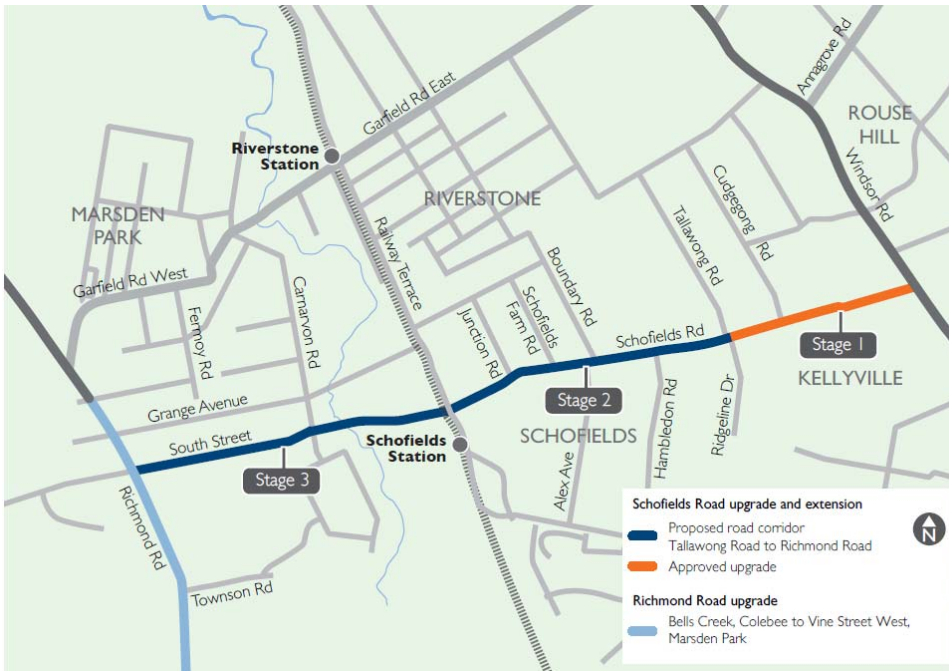 Annagrove Rd
ROUSE
HILL
Windsor Rd
Garfield Rd East
Riverstone
Station
RIVERSTONE
MARSDEN
PARK
Cudgegong Rd
Tallawong Rd
Railway Terrace
Boundary Rd
Garfield Rd West
Carnarvon Rd
Fermoy Rd
Schofields
Farm Rd
Junction Rd
Schofields Rd
Stage 1
KELLYVILLE
Stage 2
Grange Avenue
South Street
Schofields
Station
SCHOFIELDS
Hambledon Rd
Ridgeline Dr
Alex Ave
Stage 3
Richmond Rd
Townson Rd
Schofields Road upgrade and extension
Proposed road corridor
Tallawong Road to Richmond Road
Approved upgrade
N
Richmond Road upgrade
Bells Creek, Colebee to Vine Street West,
Marsden Park